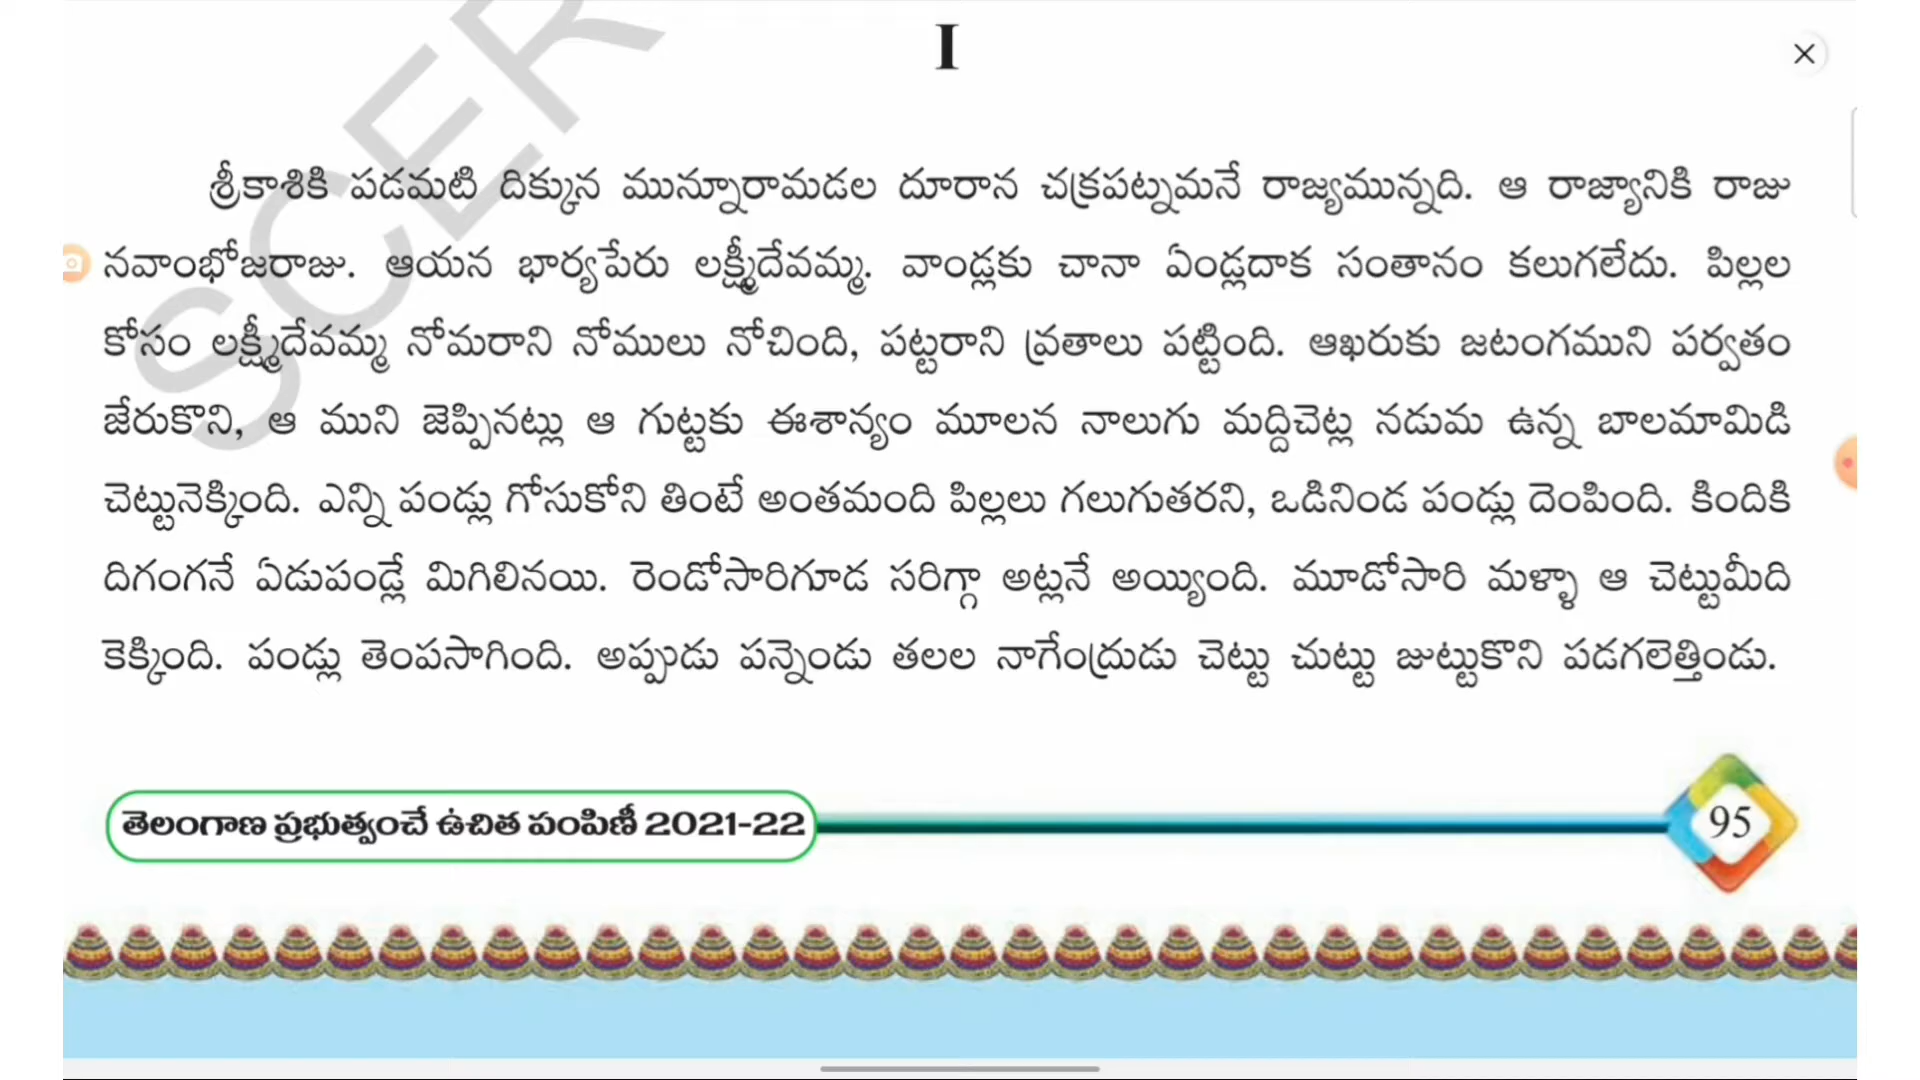 I
శ్రీకాశికి పడమటి దిక్కున మున్నూరామడల దూరాన చక్రపట్నమనే రాజ్యమున్నది. ఆ రాజ్యానికి రాజు
నవాంభోజరాజు. ఆయన భార్యపేరు లక్ష్మీదేవమ్మ. వాండ్లకు చానా ఏండ్లదాక సంతానం కలుగలేదు. పిల్లల
కోసం లక్ష్మీదేవమ్మ నోమరాని నోములు నోచింది, పట్టరాని వ్రతాలు పట్టింది. ఆఖరుకు జటంగముని పర్వతం
జేరుకొని, ఆ ముని జెప్పినట్లు ఆ గుట్టకు ఈశాన్యం మూలన నాలుగు మద్దిచెట్ల నడుమ ఉన్న బాలమామిడి
చెట్టునెక్కింది. ఎన్ని పండ్లు గోసుకోని తింటే అంతమంది పిల్లలు గలుగుతరని, ఒడినిండ పండ్లు దెంపింది. కిందికి
దిగంగనే ఏడుపండ్లే మిగిలినయి. రెండోసారిగూడ సరిగ్గా అట్లనే అయ్యింది. మూడోసారి మళ్ళా ఆ చెట్టుమీది
కెక్కింది. పండ్లు తెంపసాగింది. అప్పుడు పన్నెండు తలల నాగేంద్రుడు చెట్టు చుట్టు జుట్టుకొని పడగలెత్తిండు.
తెలంగాణ ప్రభుత్వంచే ఉచిత పంపిణీ 2021-22
95
SCER